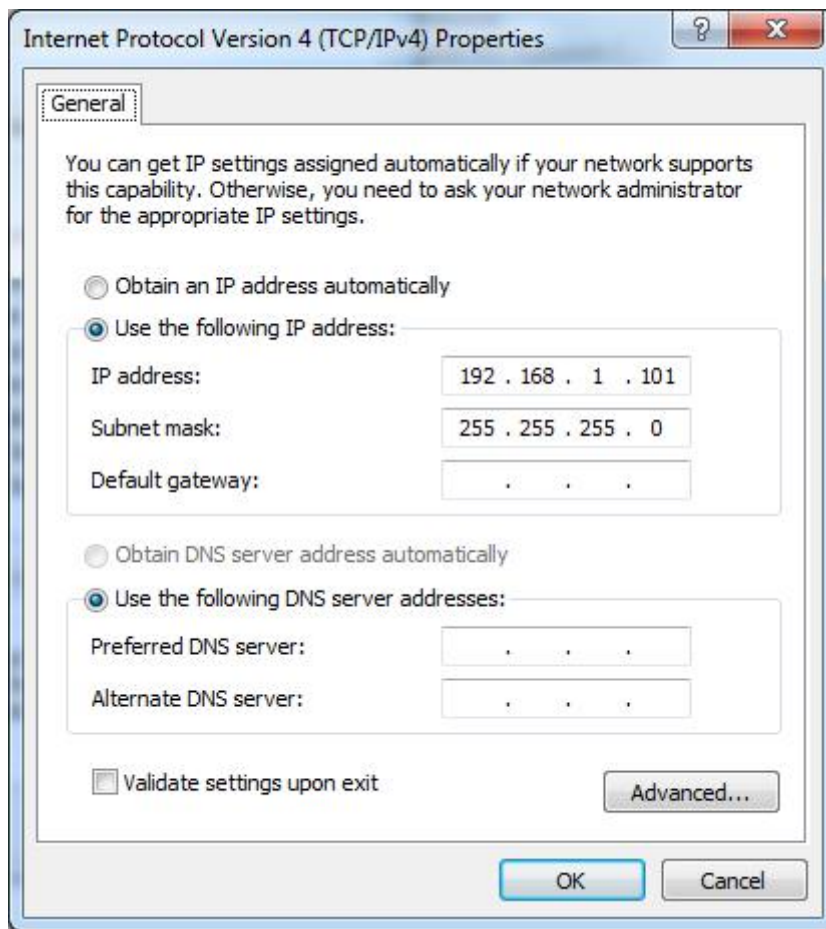 Internet Protocol Version 4 (TCP/IPv4) Properties
General
You can get IP settings assigned automatically if your network supports
this capability. Otherwise, you need to ask your network administrator
for the appropriate IP settings.
Obtain an IP address automatically
Use the following IP address:
IP address: 192 . 168 . 1 . 101
Subnet mask: 255 . 255 . 255 . 0
Default gateway: . . .
Obtain DNS server address automatically
Use the following DNS server addresses:
Preferred DNS server: . . .
Alternate DNS server: . . .
Validate settings upon exit
Advanced...
OK Cancel